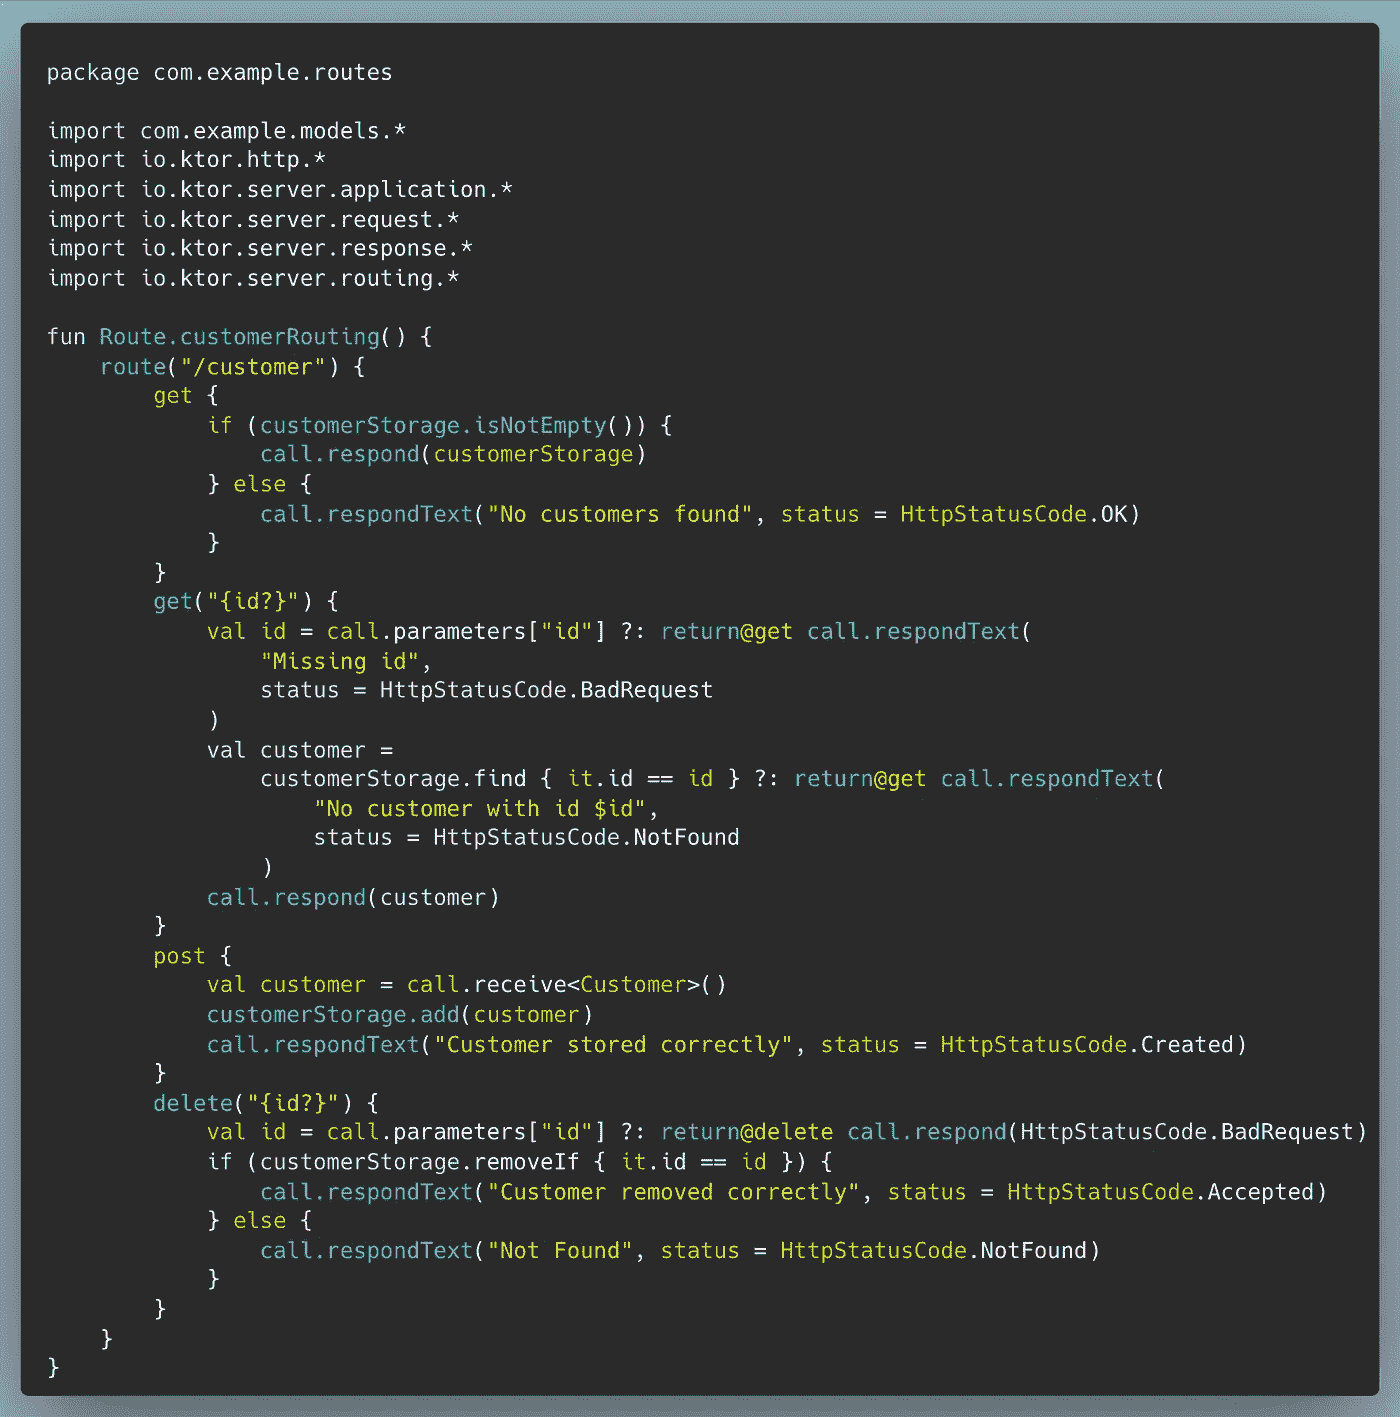 package com.example.routes

import com.example.models.*
import io.ktor.http.*
import io.ktor.server.application.*
import io.ktor.server.request.*
import io.ktor.server.response.*
import io.ktor.server.routing.*

fun Route.customerRouting() {
    route("/customer") {
        get {
            if (customerStorage.isNotEmpty()) {
                call.respond(customerStorage)
            } else {
                call.respondText("No customers found", status = HttpStatusCode.OK)
            }
        }
        get("{id?}") {
            val id = call.parameters["id"] ?: return@get call.respondText(
                "Missing id",
                status = HttpStatusCode.BadRequest
            )
            val customer =
                customerStorage.find { it.id == id } ?: return@get call.respondText(
                    "No customer with id $id",
                    status = HttpStatusCode.NotFound
                )
            call.respond(customer)
        }
        post {
            val customer = call.receive<Customer>()
            customerStorage.add(customer)
            call.respondText("Customer stored correctly", status = HttpStatusCode.Created)
        }
        delete("{id?}") {
            val id = call.parameters["id"] ?: return@delete call.respond(HttpStatusCode.BadRequest)
            if (customerStorage.removeIf { it.id == id }) {
                call.respondText("Customer removed correctly", status = HttpStatusCode.Accepted)
            } else {
                call.respondText("Not Found", status = HttpStatusCode.NotFound)
            }
        }
    }
}